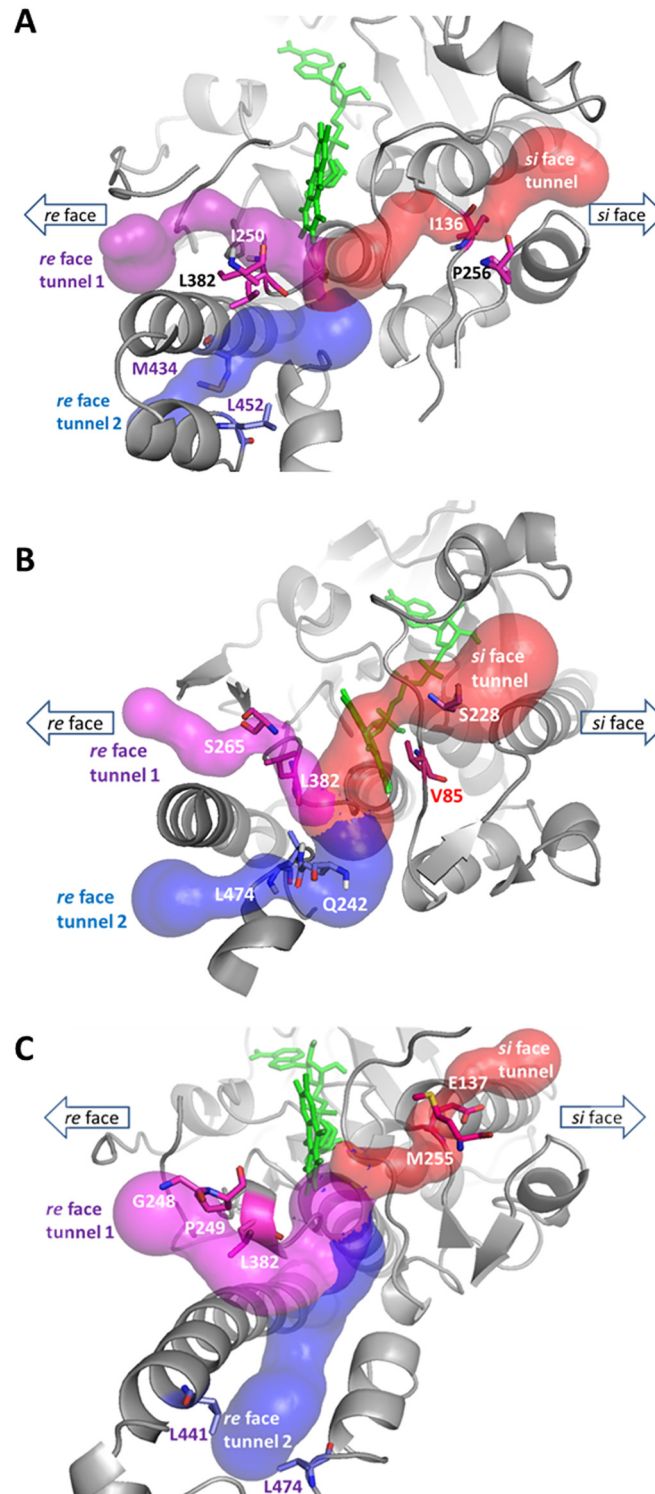 A
si face
tunnel
re face
I250
I136
si face
re face
tunnel 1
L382
P256
M434
re face
tunnel 2
L452
B
si face
tunnel
re face
S228
si face
re face
tunnel 1
S265
L382
V85
re face
tunnel 2
L474
Q242
C
si face
tunnel
re face
E137
si face
M255
G248
re face
tunnel 1
P249
L382
L441
re face
tunnel 2
L474